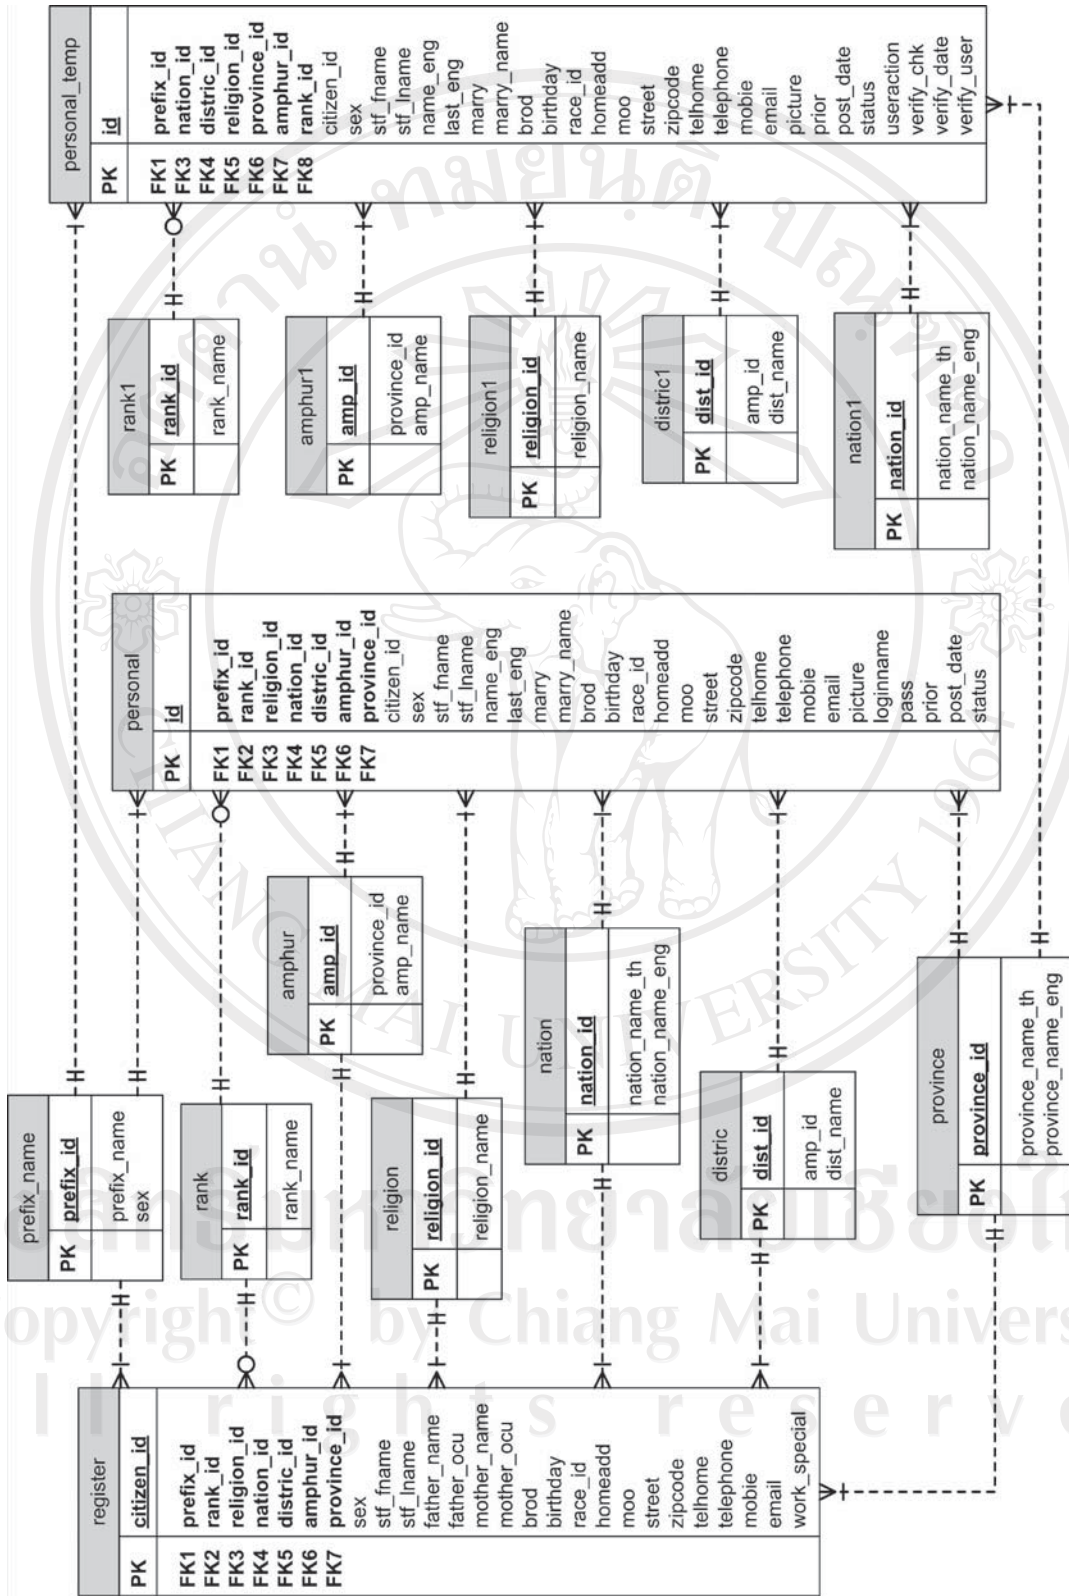 register
PK citizen_id
FK1 prefix_id
FK2 rank_id
FK3 religion_id
FK4 nation_id
FK5 distric_id
FK6 amphur_id
FK7 province_id
sex
stf_fname
stf_lname
father_name
father_ocu
mother_name
mother_ocu
brod
birthday
race_id
homeadd
moo
street
zipcode
telhome
telephone
mobie
email
work_special
prefix_name
PK prefix_id
prefix_name
sex
rank
PK rank_id
rank_name
amphur
PK amp_id
province_id
amp_name
religion
PK religion_id
religion_name
nation
PK nation_id
nation_name_th
nation_name_eng
distric
PK dist_id
amp_id
dist_name
province
PK province_id
province_name_th
province_name_eng
personal
PK id
FK1 prefix_id
FK2 rank_id
FK3 religion_id
FK4 nation_id
FK5 distric_id
FK6 amphur_id
FK7 province_id
citizen_id
sex
stf_fname
stf_lname
name_eng
last_eng
marry
marry_name
brod
birthday
race_id
homeadd
moo
street
zipcode
telhome
telephone
mobie
email
picture
loginname
pass
prior
post_date
status
rank1
PK rank_id
rank_name
amphur1
PK amp_id
province_id
amp_name
religion1
PK religion_id
religion_name
distric1
PK dist_id
amp_id
dist_name
nation1
PK nation_id
nation_name_th
nation_name_eng
personal_temp
PK id
FK1 prefix_id
FK3 nation_id
FK4 distric_id
FK5 religion_id
FK6 province_id
FK7 amphur_id
FK8 rank_id
citizen_id
sex
stf_fname
stf_lname
name_eng
last_eng
marry
marry_name
brod
birthday
race_id
homeadd
moo
street
zipcode
telhome
telephone
mobie
email
picture
prior
post_date
status
useraction
verify_chk
verify_date
verify_user
CHIANG MAI UNIVERSITY 1964
opyright© by Chiang Mai Univers
l l r i g h t s r e s e r v e